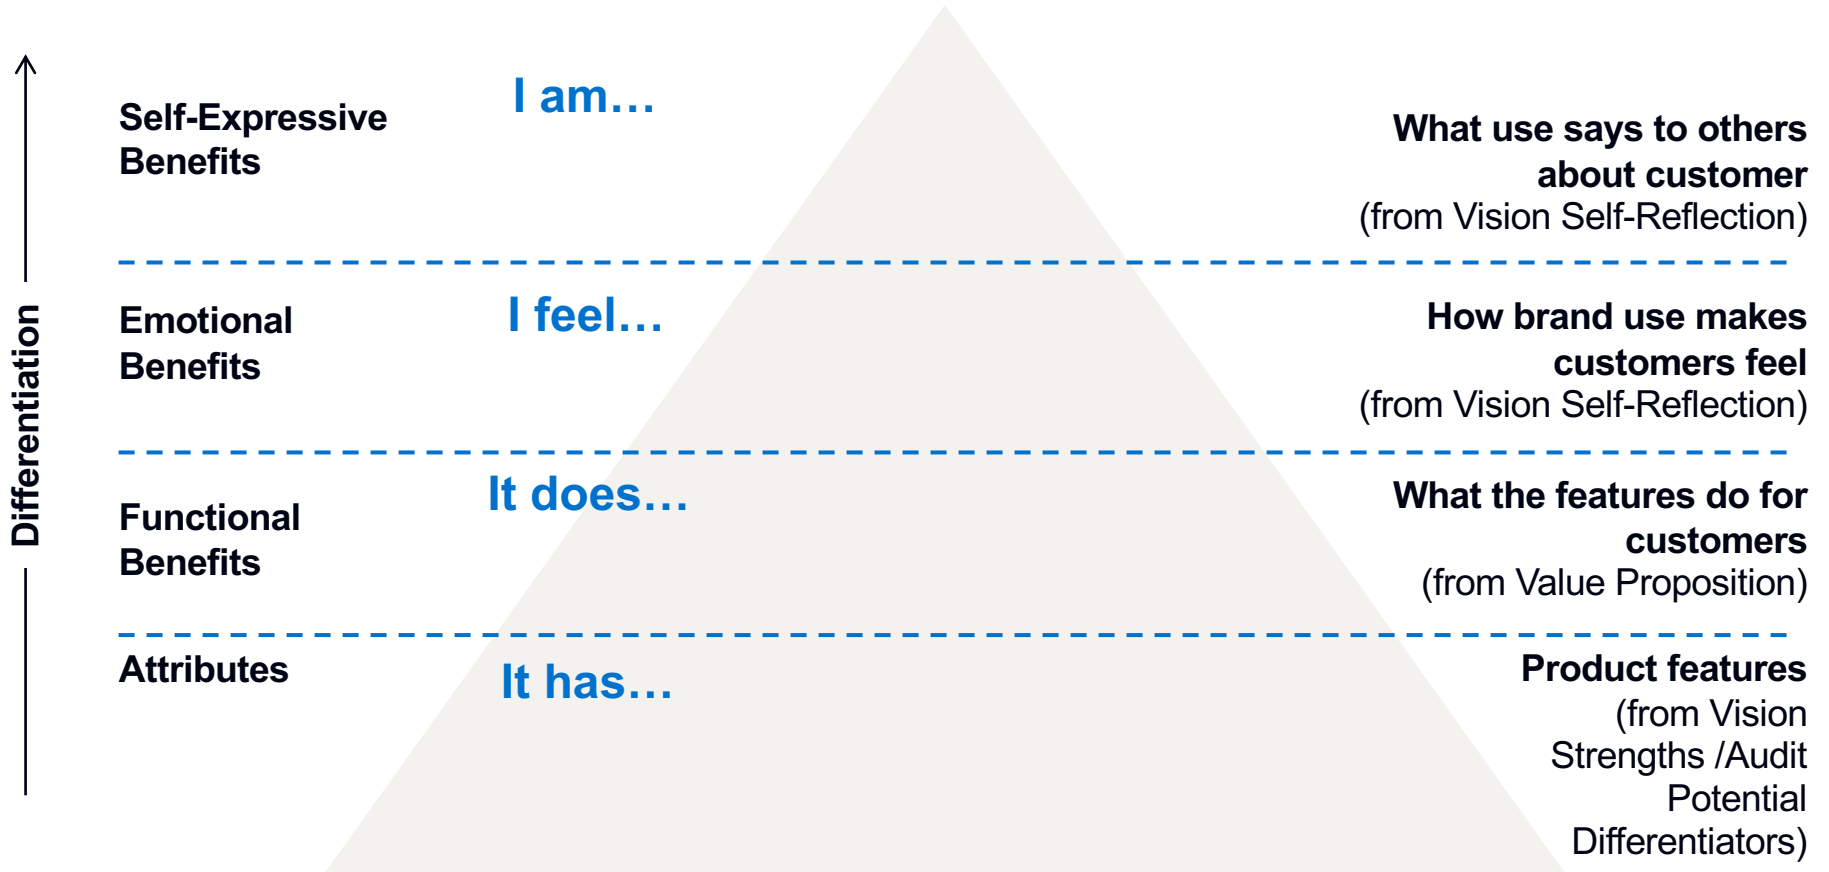 Differentiation
Self-Expressive
Benefits
I am…
What use says to others
about customer
(from Vision Self-Reflection)
Emotional
Benefits
I feel…
How brand use makes
customers feel
(from Vision Self-Reflection)
Functional
Benefits
It does…
What the features do for
customers
(from Value Proposition)
Attributes
It has…
Product features
(from Vision
Strengths /Audit
Potential
Differentiators)